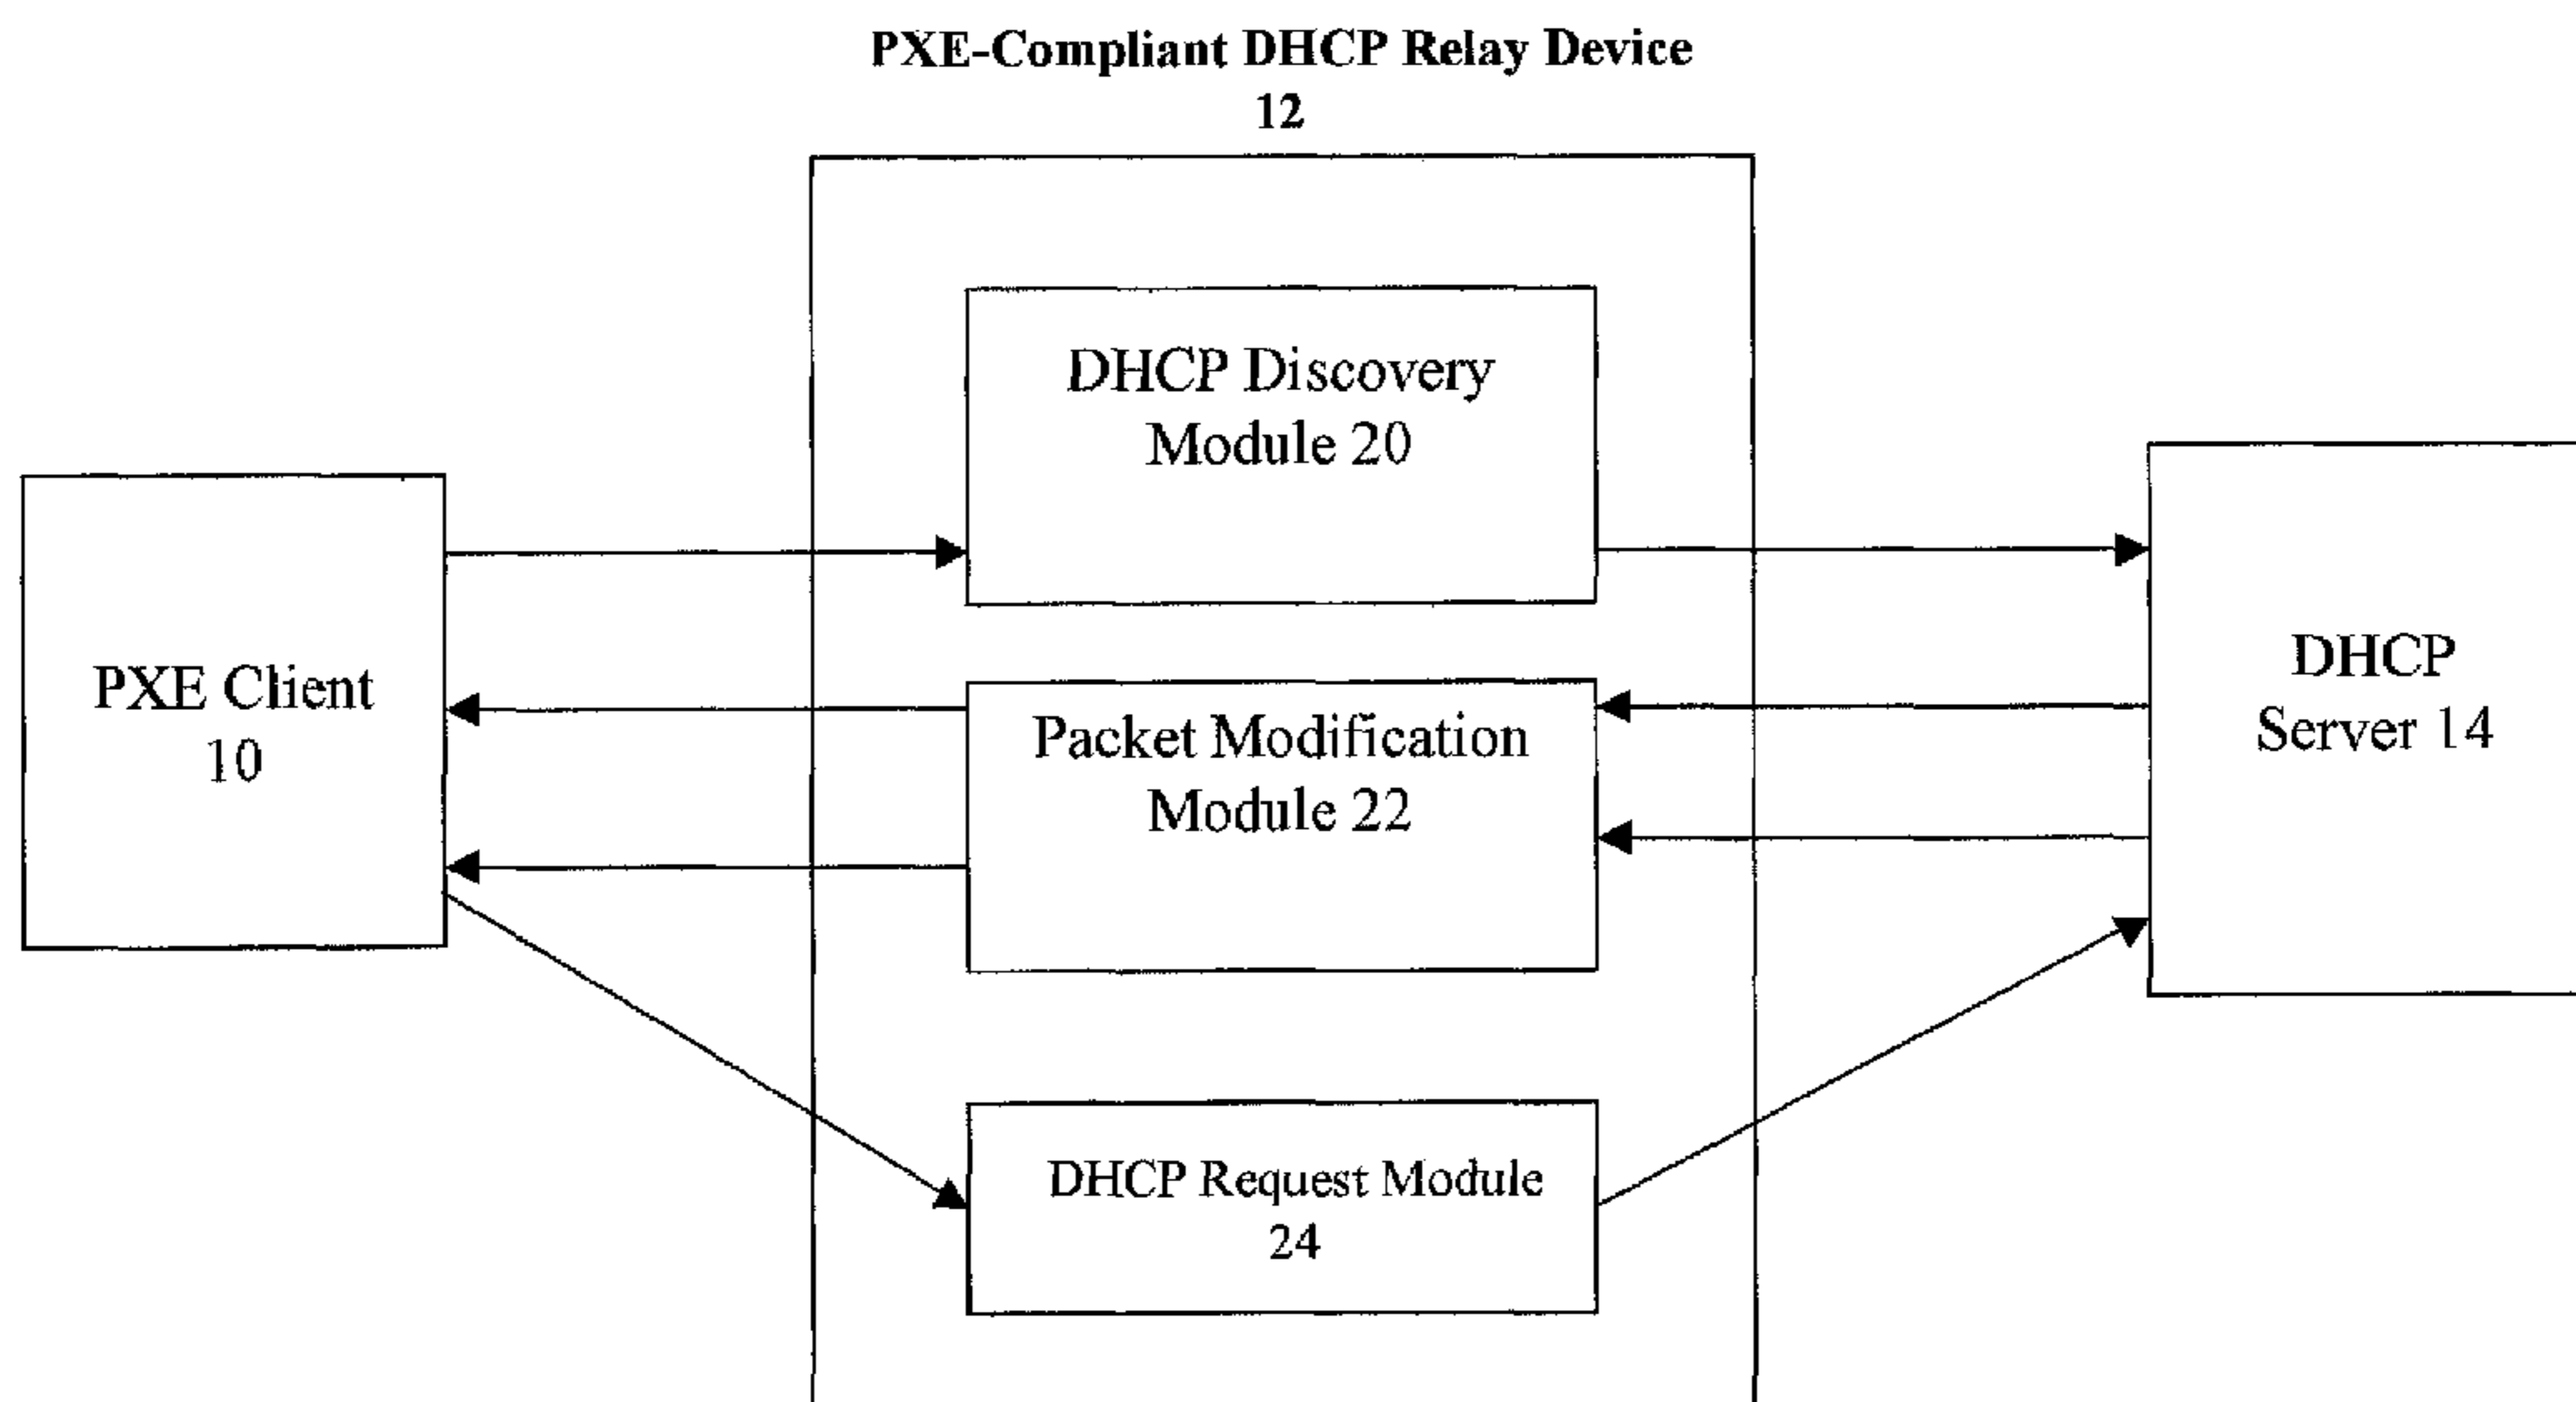 PXE-Compliant DHCP Relay Device
12
DHCP Discovery
Module 20
PXE Client
10
Packet Modification
Module 22
DHCP
Server 14
DHCP Request Module
24